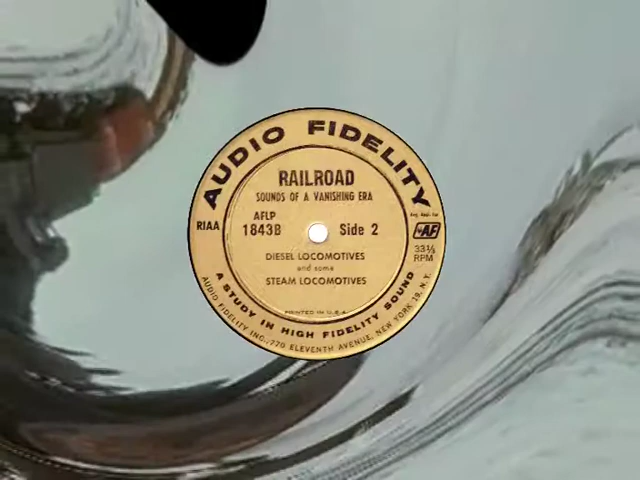 AUDIO FIDELITY
RAILROAD
SOUNDS OF A VANISHING ERA
AFLP
1843B
Side 2
RIAA
AF
33⅓
RPM
DIESEL LOCOMOTIVES
and some
STEAM LOCOMOTIVES
PRINTED IN U.S.A.
A STUDY IN HIGH FIDELITY SOUND
AUDIO FIDELITY INC., 770 ELEVENTH AVENUE, NEW YORK 19, N.Y.